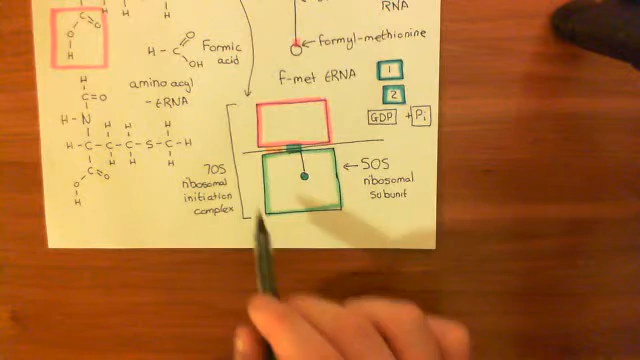 RNA
formyl-methionine
Formic
acid
f-met tRNA
1
2
GDP + Pi
amino acyl
-tRNA
H
H
C
O
O
H
H-C
O
OH
H
C=O
H-N
H H H
H-C-C-C-S-C-H
H H H
C
O
O
H
70S
ribosomal
initiation
complex
50S
ribosomal
subunit